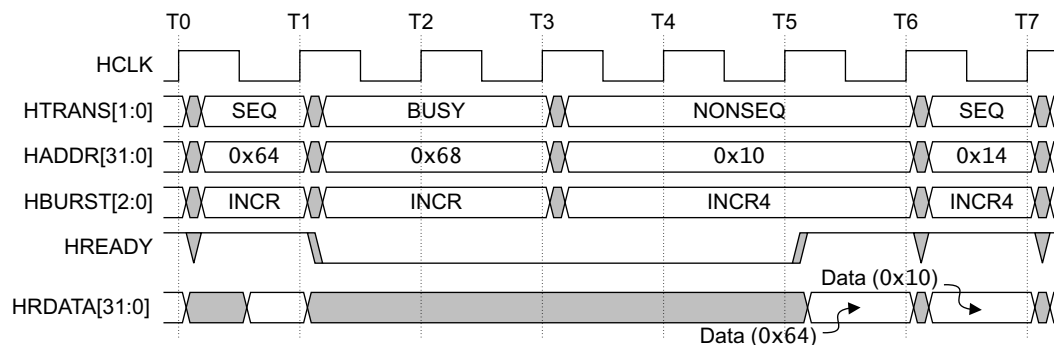 T0 T1 T2 T3 T4 T5 T6 T7
HCLK
HTRANS[1:0] SEQ BUSY NONSEQ SEQ
HADDR[31:0] 0x64 0x68 0x10 0x14
HBURST[2:0] INCR INCR INCR4 INCR4
HREADY
Data (0x10)
HRDATA[31:0]
Data (0x64)